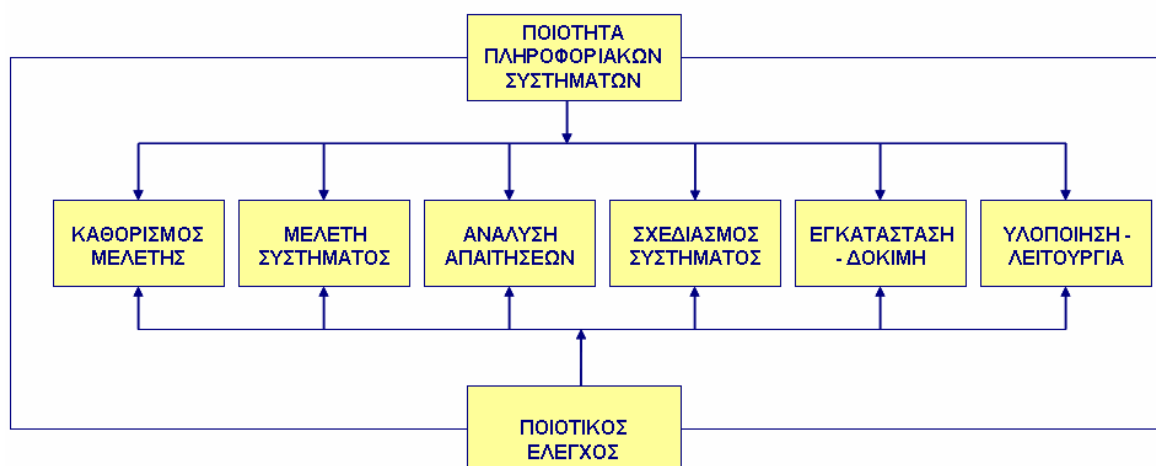 ΠΟΙΟΤΗΤΑ
ΠΛΗΡΟΦΟΡΙΑΚΩΝ
ΣΥΣΤΗΜΑΤΩΝ
ΚΑΘΟΡΙΣΜΟΣ
ΜΕΛΕΤΗΣ
ΜΕΛΕΤΗ
ΣΥΣΤΗΜΑΤΟΣ
ΑΝΑΛΥΣΗ
ΑΠΑΙΤΗΣΕΩΝ
ΣΧΕΔΙΑΣΜΟΣ
ΣΥΣΤΗΜΑΤΟΣ
ΕΓΚΑΤΑΣΤΑΣΗ
- ΔΟΚΙΜΗ
ΥΛΟΠΟΙΗΣΗ -
ΛΕΙΤΟΥΡΓΙΑ
ΠΟΙΟΤΙΚΟΣ
ΕΛΕΓΧΟΣ